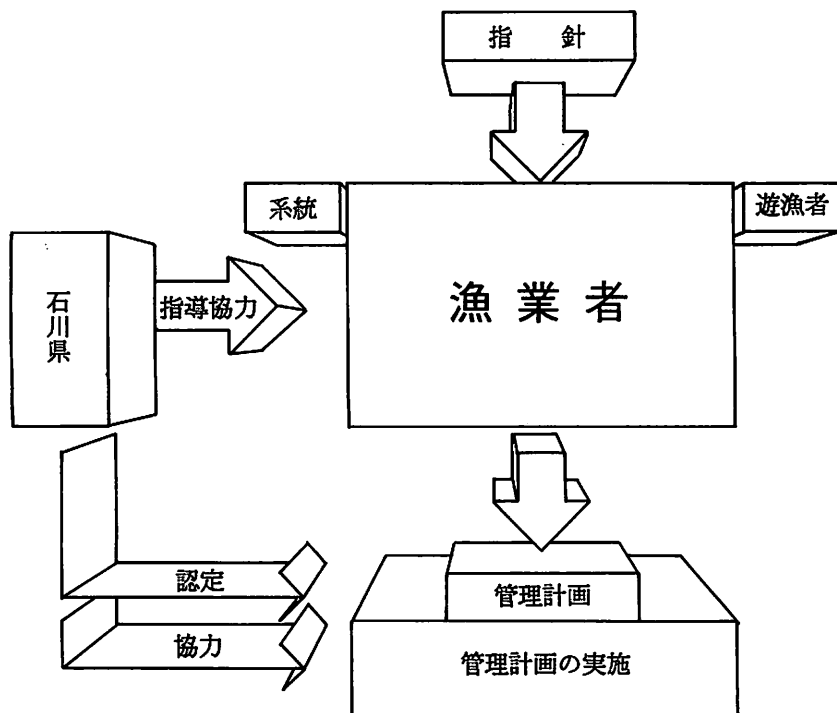 指　針
系統
遊漁者
漁業者
石川県
指導協力
認定
管理計画
協力
管理計画の実施